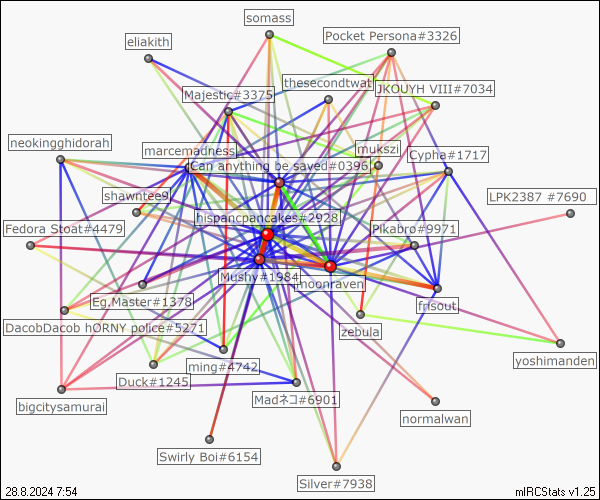 somass
Pocket Persona#3326
eliakith
thesecondtwat
JKOUYH VIII#7034
Majestic#3375
neokingghidorah
marcemadness
mukszi
Cypha#1717
Can anything be saved#0396
shawntee9
LPK2387 #7690
hispancpancakes#2928
Fedora Stoat#4479
Pikabro#9971
Mushy#1984
moonraven
Eg.Master#1378
frisout
DacobDacob hORNY police#5271
zebula
yoshimanden
ming#4742
Duck#1245
Madネコ#6901
bigcitysamurai
normalwan
Swirly Boi#6154
Silver#7938
28.8.2024 7:54
mIRCStats v1.25